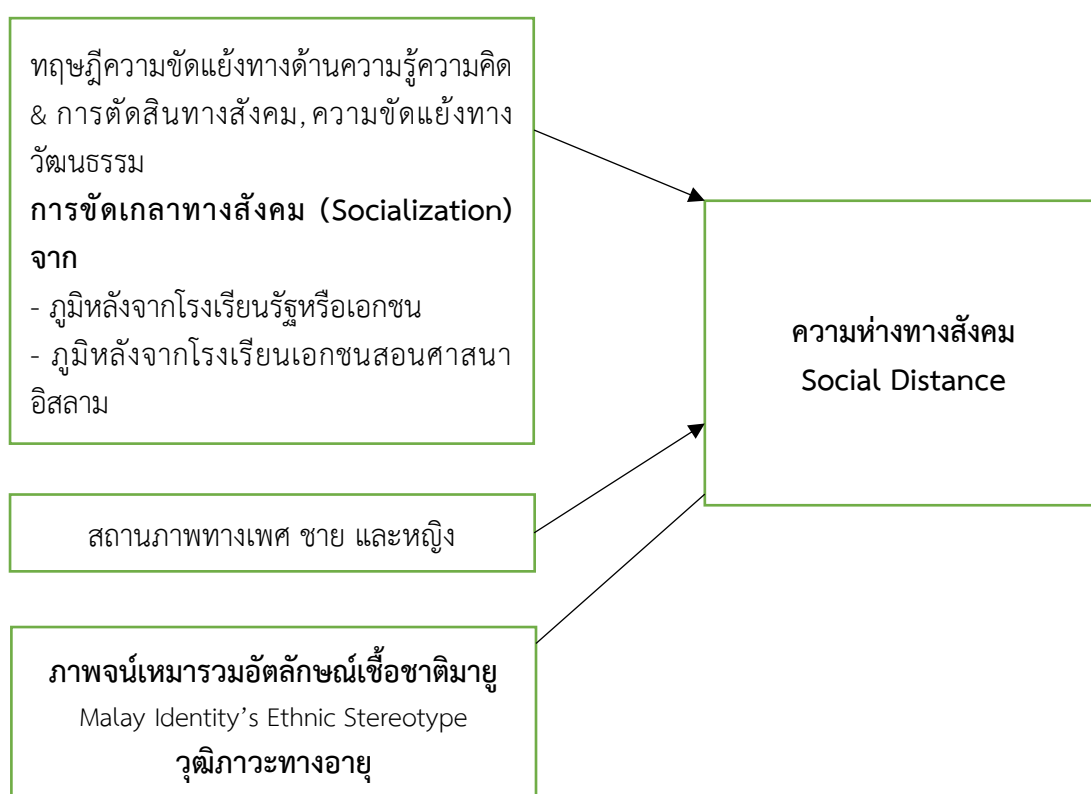 ทฤษฎีความขัดแย้งทางด้านความรู้ความคิด
& การตัดสินทางสังคม, ความขัดแย้งทาง
วัฒนธรรม
การขัดเกลาทางสังคม (Socialization)
จาก
- ภูมิหลังจากโรงเรียนรัฐหรือเอกชน
- ภูมิหลังจากโรงเรียนเอกชนสอนศาสนา
อิสลาม
ความห่างทางสังคม
Social Distance
สถานภาพทางเพศ ชาย และหญิง
ภาพจน์เหมารวมอัตลักษณ์เชื้อชาติมายู
Malay Identity’s Ethnic Stereotype
วุฒิภาวะทางอายุ